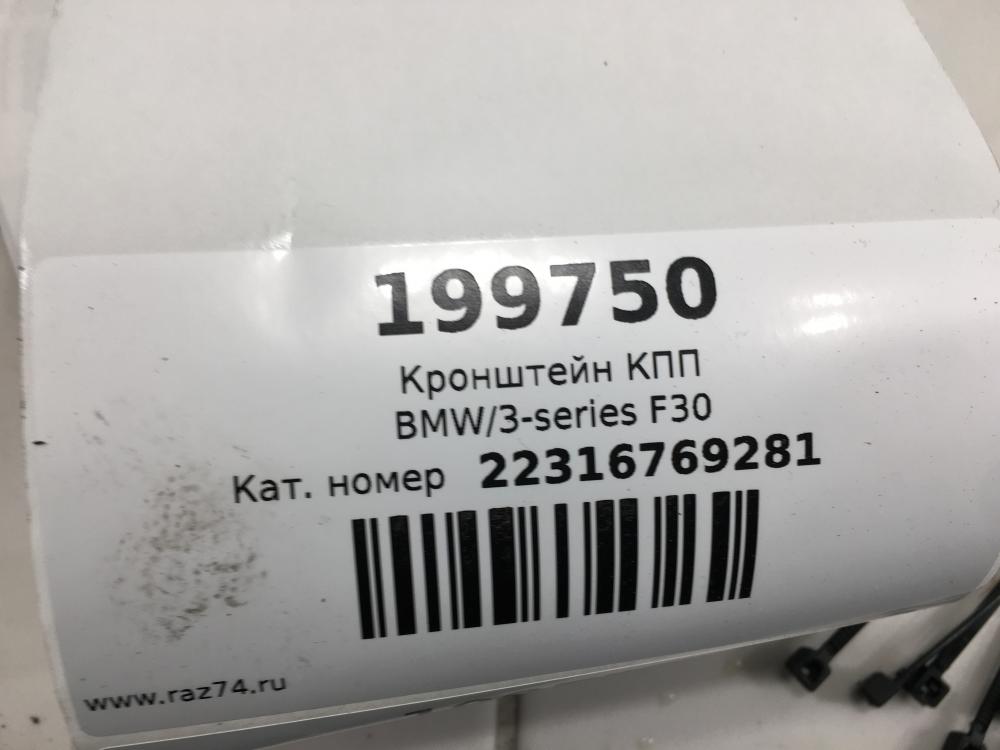 199750
Кронштейн КПП
BMW/3-series F30
Кат. номер 22316769281
www.raz74.ru